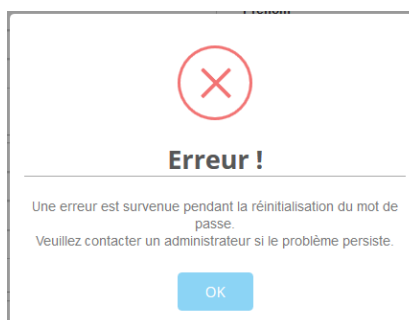 Prénom
Erreur !
Une erreur est survenue pendant la réinitialisation du mot de
passe.
Veuillez contacter un administrateur si le problème persiste.
OK